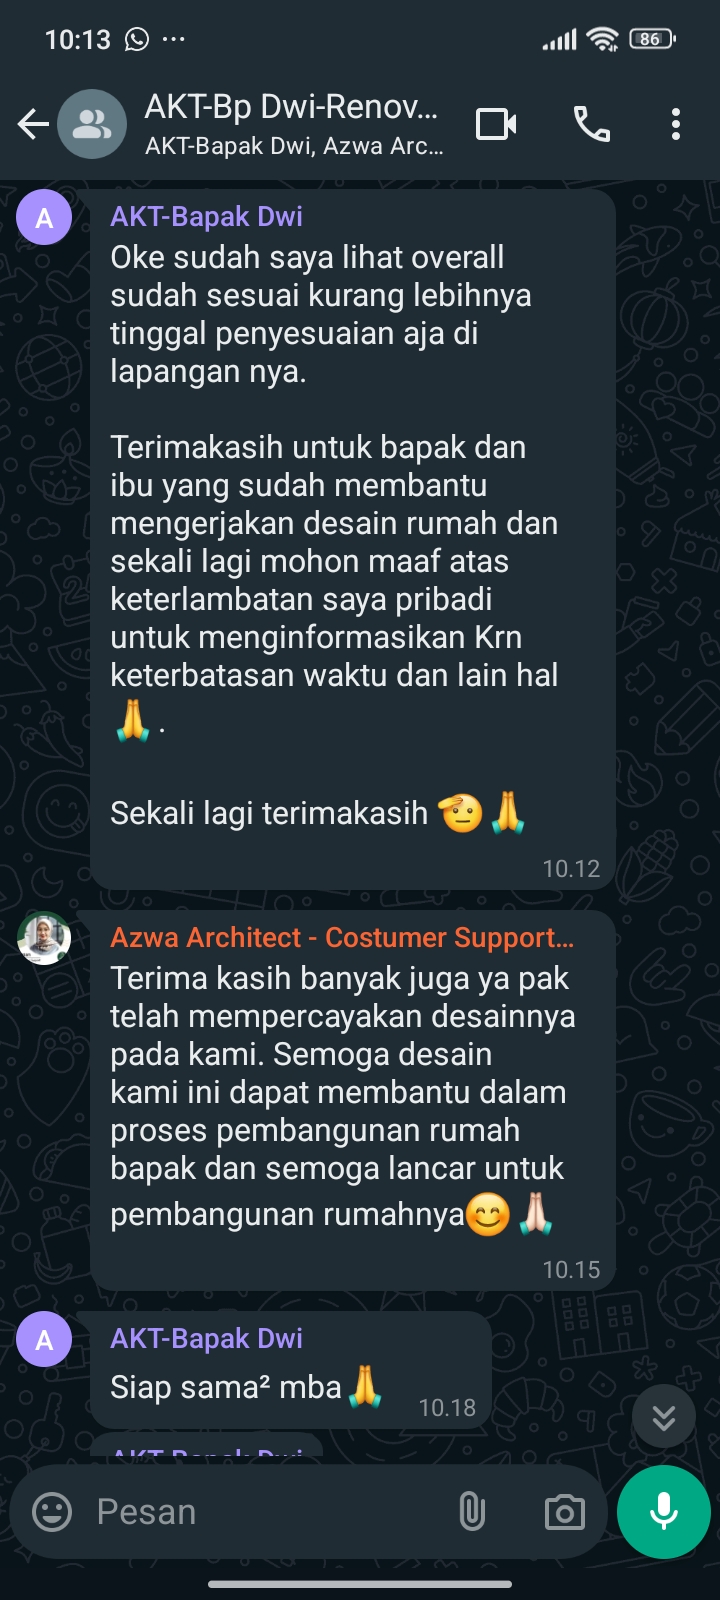 10:13
86
AKT-Bp Dwi-Renov...
AKT-Bapak Dwi, Azwa Arc...
A
AKT-Bapak Dwi
Oke sudah saya lihat overall
sudah sesuai kurang lebihnya
tinggal penyesuaian aja di
lapangan nya.
Terimakasih untuk bapak dan
ibu yang sudah membantu
mengerjakan desain rumah dan
sekali lagi mohon maaf atas
keterlambatan saya pribadi
untuk menginformasikan Krn
keterbatasan waktu dan lain hal
🙏.
Sekali lagi terimakasih 🫡🙏
10.12
Azwa Architect - Costumer Support...
Terima kasih banyak juga ya pak
telah mempercayakan desainnya
pada kami. Semoga desain
kami ini dapat membantu dalam
proses pembangunan rumah
bapak dan semoga lancar untuk
pembangunan rumahnya😊🙏🏻
10.15
A
AKT-Bapak Dwi
Siap sama² mba🙏
10.18
AKT-Bapak Dwi
Pesan